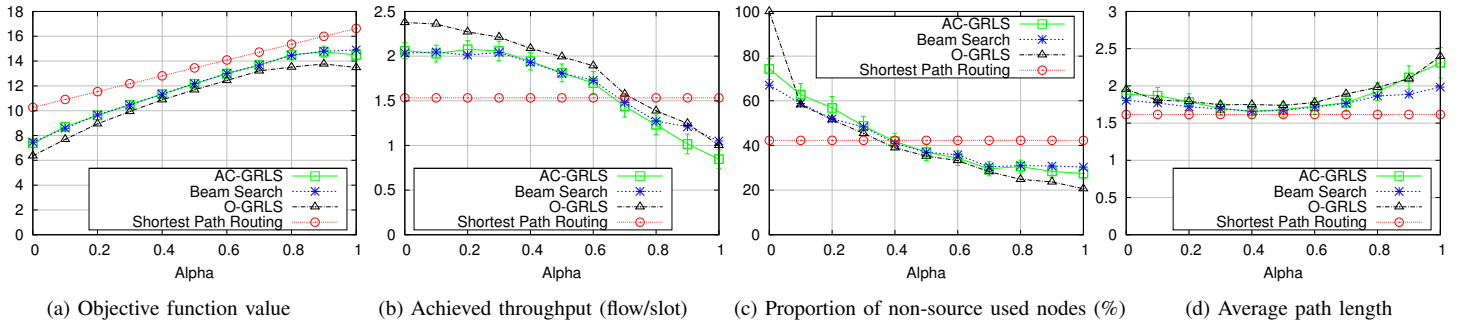 18
16
14
12
10
8
6
4
2
0
0 0.2 0.4 0.6 0.8 1
Alpha
AC-GRLS
Beam Search
O-GRLS
Shortest Path Routing
(a) Objective function value
2.5
2
1.5
1
0.5
0
0 0.2 0.4 0.6 0.8 1
Alpha
AC-GRLS
Beam Search
O-GRLS
Shortest Path Routing
(b) Achieved throughput (flow/slot)
100
80
60
40
20
0
0 0.2 0.4 0.6 0.8 1
Alpha
AC-GRLS
Beam Search
O-GRLS
Shortest Path Routing
(c) Proportion of non-source used nodes (%)
3
2.5
2
1.5
1
0.5
0
0 0.2 0.4 0.6 0.8 1
Alpha
AC-GRLS
Beam Search
O-GRLS
Shortest Path Routing
(d) Average path length